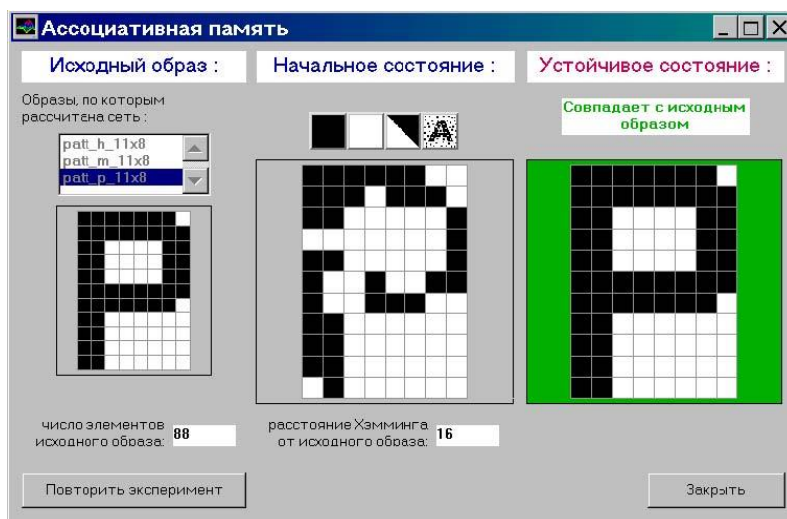 Ассоциативная память
Исходный образ :
Начальное состояние :
Устойчивое состояние :
Образы, по которым
рассчитана сеть :
patt_h_11x8
patt_m_11x8
patt_p_11x8
A
Совпадает с исходным
образом
число элементов
исходного образа: 88
расстояние Хэмминга
от исходного образа: 16
Повторить эксперимент
Закрыть